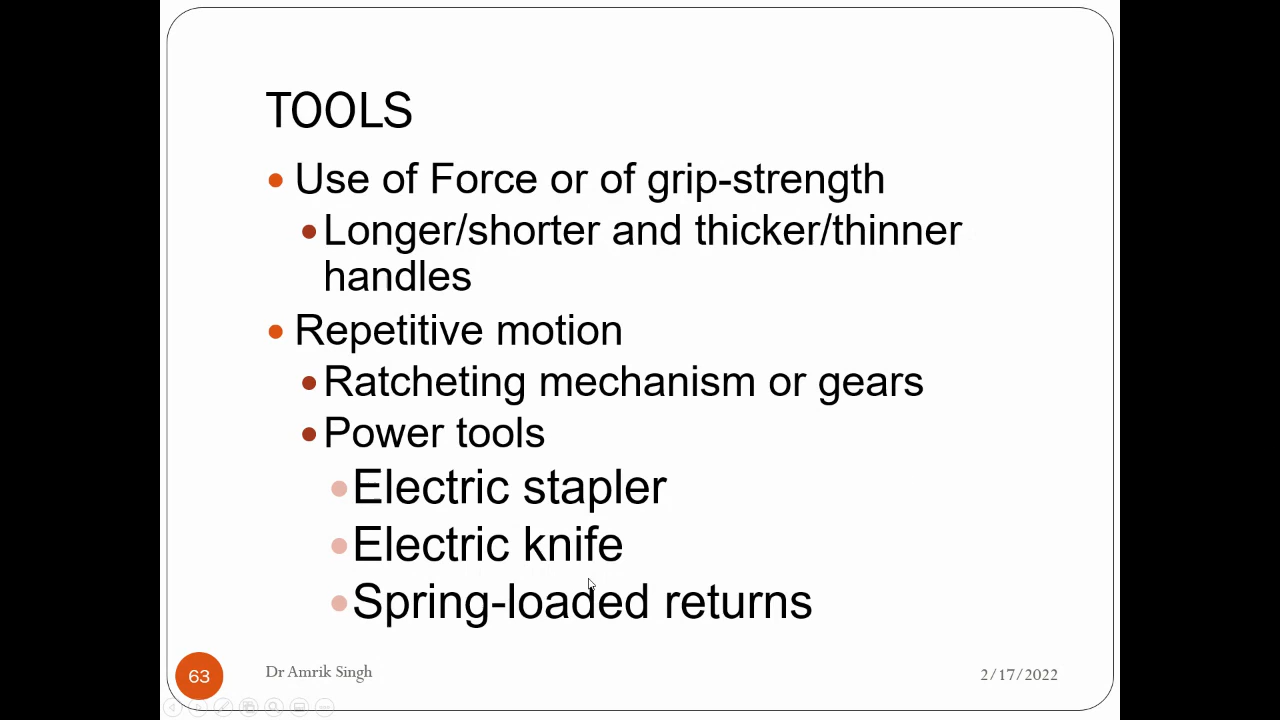 TOOLS
Use of Force or of grip-strength
Longer/shorter and thicker/thinner
handles
Repetitive motion
Ratcheting mechanism or gears
Power tools
Electric stapler
Electric knife
Spring-loaded returns
63
Dr Amrik Singh
2/17/2022